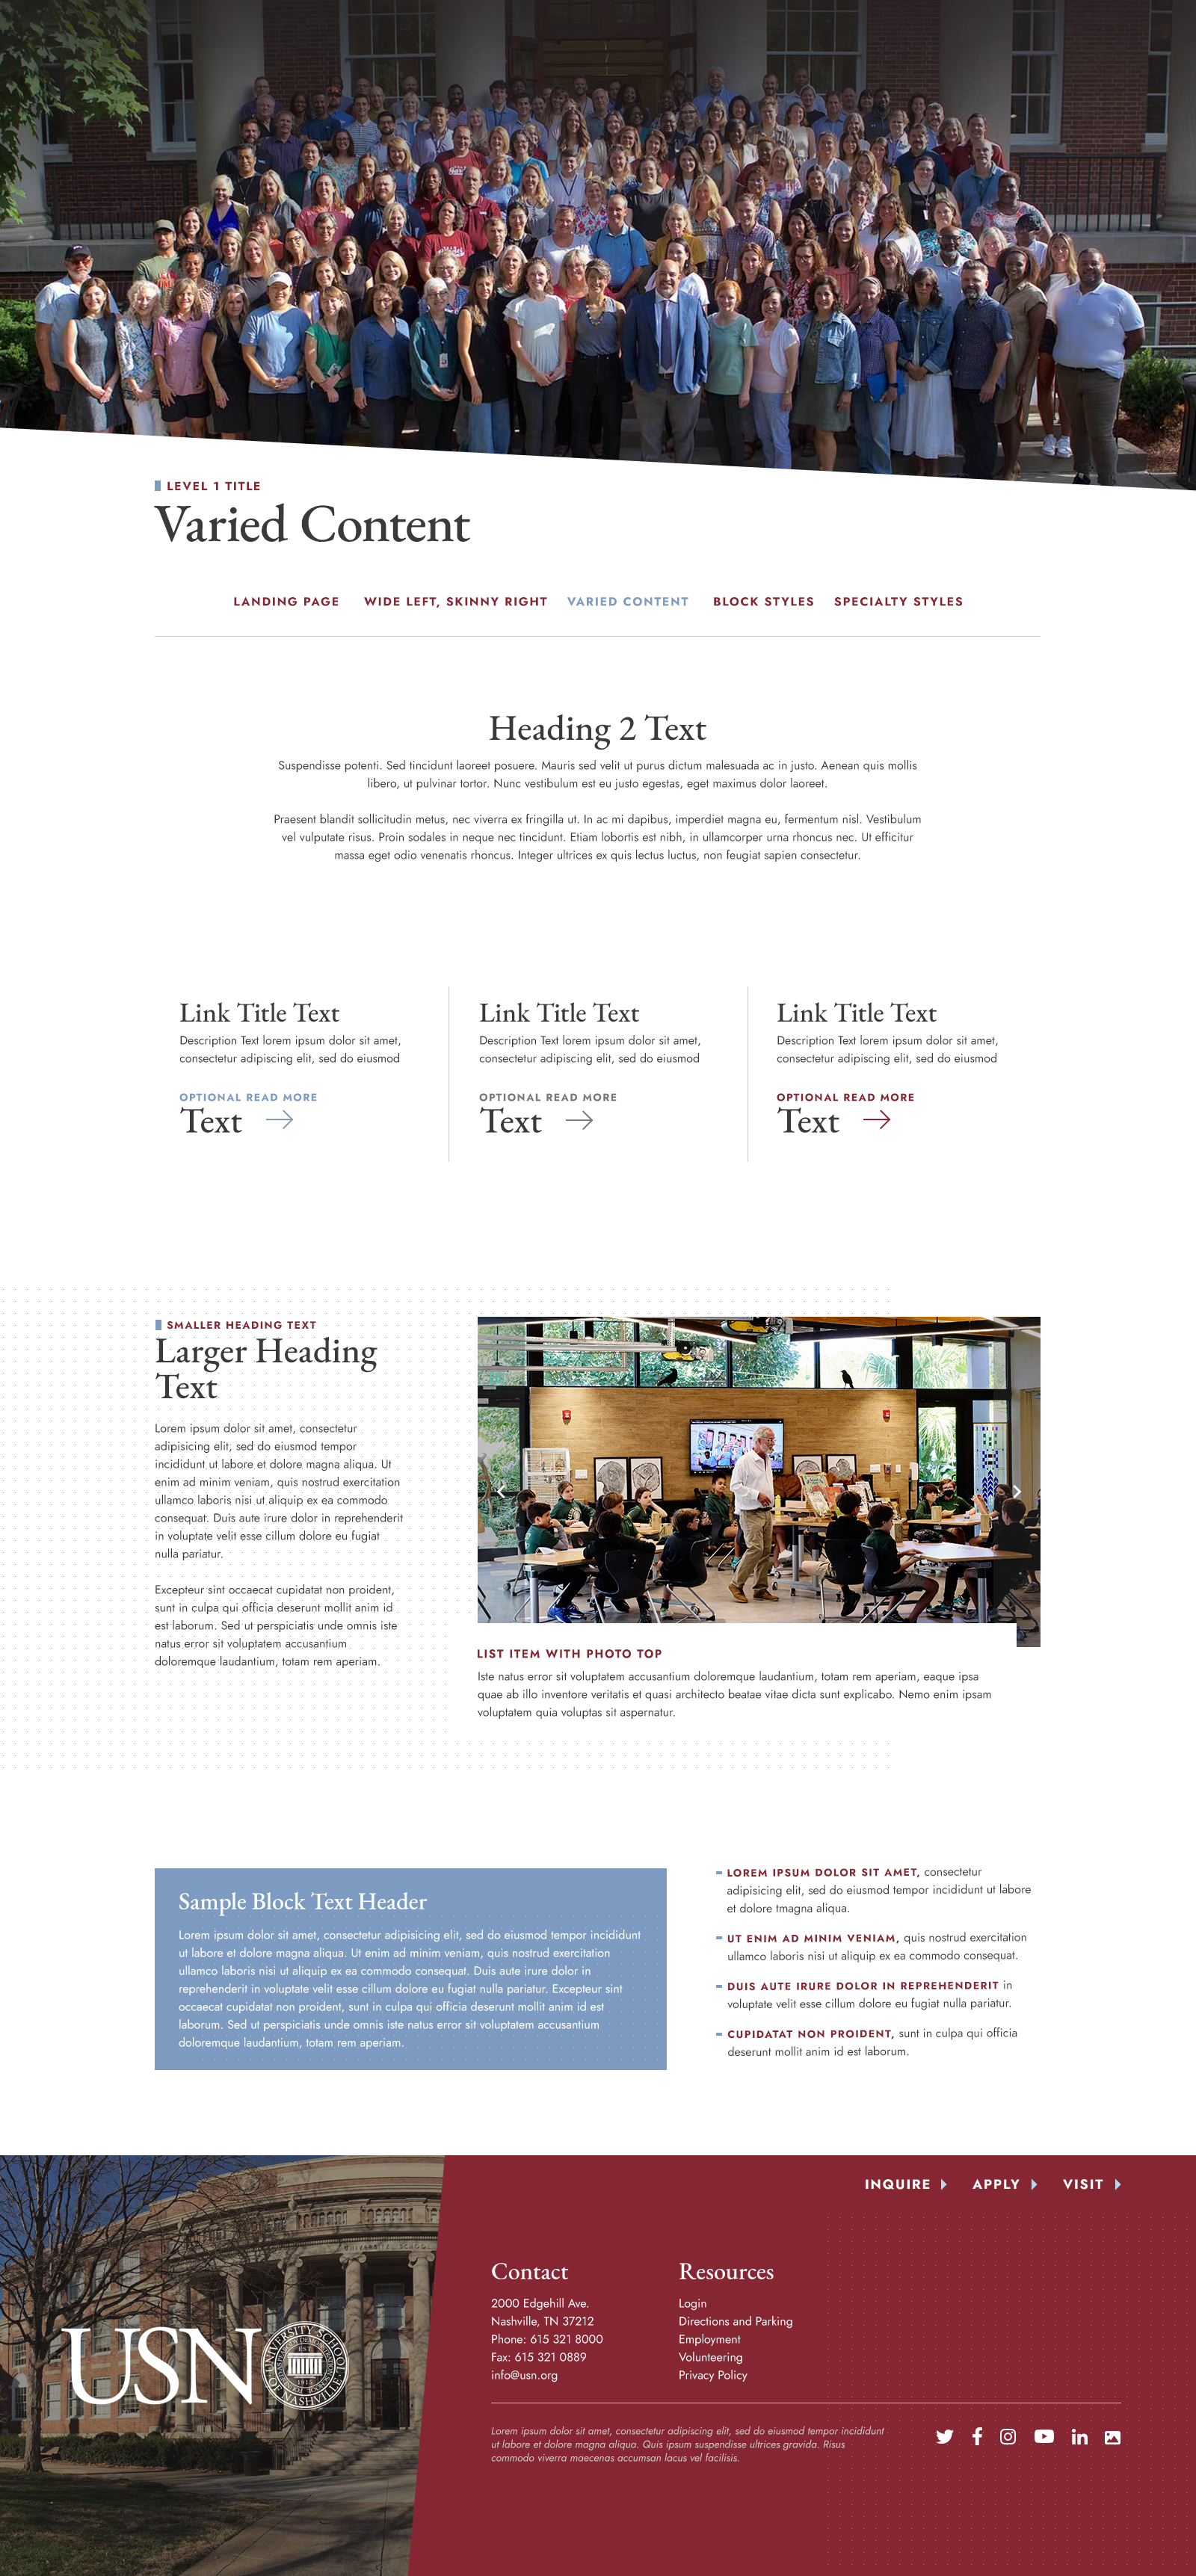 LEVEL 1 TITLE
Varied Content
LANDING PAGE WIDE LEFT, SKINNY RIGHT VARIED CONTENT BLOCK STYLES SPECIALTY STYLES
Heading 2 Text
Suspendisse potenti. Sed tincidunt laoreet posuere. Mauris sed velit ut purus dictum malesuada ac in justo. Aenean quis mollis
libero, ut pulvinar tortor. Nunc vestibulum est eu justo egestas, eget maximus dolor laoreet.
Praesent blandit sollicitudin metus, nec viverra ex fringilla ut. In ac mi dapibus, imperdiet magna eu, fermentum nisl. Vestibulum
vel vulputate risus. Proin sodales in neque nec tincidunt. Etiam lobortis est nibh, in ullamcorper urna rhoncus nec. Ut efficitur
massa eget odio venenatis rhoncus. Integer ultrices ex quis lectus luctus, non feugiat sapien consectetur.
Link Title Text
Description Text lorem ipsum dolor sit amet,
consectetur adipiscing elit, sed do eiusmod
OPTIONAL READ MORE
Text
Link Title Text
Description Text lorem ipsum dolor sit amet,
consectetur adipiscing elit, sed do eiusmod
OPTIONAL READ MORE
Text
Link Title Text
Description Text lorem ipsum dolor sit amet,
consectetur adipiscing elit, sed do eiusmod
OPTIONAL READ MORE
Text
SMALLER HEADING TEXT
Larger Heading
Text
Lorem ipsum dolor sit amet, consectetur
adipisicing elit, sed do eiusmod tempor
incididunt ut labore et dolore magna aliqua. Ut
enim ad minim veniam, quis nostrud exercitation
ullamco laboris nisi ut aliquip ex ea commodo
consequat. Duis aute irure dolor in reprehenderit
in voluptate velit esse cillum dolore eu fugiat
nulla pariatur.
Excepteur sint occaecat cupidatat non proident,
sunt in culpa qui officia deserunt mollit anim id
est laborum. Sed ut perspiciatis unde omnis iste
natus error sit voluptatem accusantium
doloremque laudantium, totam rem aperiam.
LIST ITEM WITH PHOTO TOP
Iste natus error sit voluptatem accusantium doloremque laudantium, totam rem aperiam, eaque ipsa
quae ab illo inventore veritatis et quasi architecto beatae vitae dicta sunt explicabo. Nemo enim ipsam
voluptatem quia voluptas sit aspernatur.
Sample Block Text Header
Lorem ipsum dolor sit amet, consectetur adipisicing elit, sed do eiusmod tempor incididunt
ut labore et dolore magna aliqua. Ut enim ad minim veniam, quis nostrud exercitation
ullamco laboris nisi ut aliquip ex ea commodo consequat. Duis aute irure dolor in
reprehenderit in voluptate velit esse cillum dolore eu fugiat nulla pariatur. Excepteur sint
occaecat cupidatat non proident, sunt in culpa qui officia deserunt mollit anim id est
laborum. Sed ut perspiciatis unde omnis iste natus error sit voluptatem accusantium
doloremque laudantium, totam rem aperiam.
LOREM IPSUM DOLOR SIT AMET, consectetur
adipisicing elit, sed do eiusmod tempor incididunt ut labore
et dolore tmagna aliqua.
UT ENIM AD MINIM VENIAM, quis nostrud exercitation
ullamco laboris nisi ut aliquip ex ea commodo consequat.
DUIS AUTE IRURE DOLOR IN REPREHENDERIT in
voluptate velit esse cillum dolore eu fugiat nulla pariatur.
CUPIDATAT NON PROIDENT, sunt in culpa qui officia
deserunt mollit anim id est laborum.
INQUIRE APPLY VISIT
USN
UNIVERSITY SCHOOL
OF NASHVILLE
Contact
2000 Edgehill Ave.
Nashville, TN 37212
Phone: 615 321 8000
Fax: 615 321 0889
info@usn.org
Resources
Login
Directions and Parking
Employment
Volunteering
Privacy Policy
Lorem ipsum dolor sit amet, consectetur adipiscing elit, sed do eiusmod tempor incididunt
ut labore et dolore magna aliqua. Quis ipsum suspendisse ultrices gravida. Risus
commodo viverra maecenas accumsan lacus vel facilisis.